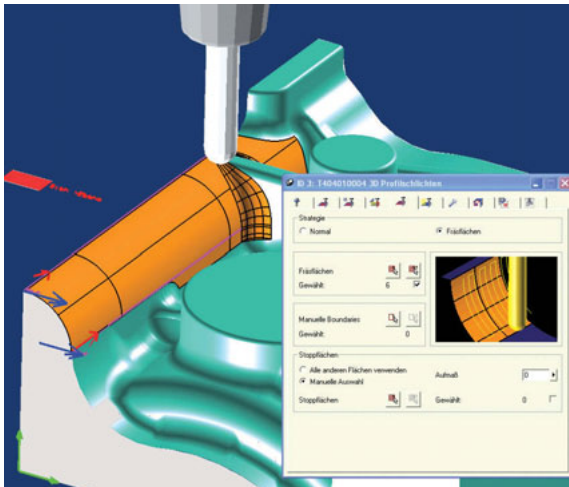 ID 3: T404010004 3D Profilschlichten
Strategie
Normal
Fräsflächen
Fräsflächen
Gewählt: 6
Manuelle Boundaries
Gewählt: 0
Stoppflächen
Alle anderen Flächen verwenden
Manuelle Auswahl
Aufmaß 0
Stoppflächen
Gewählt: 0